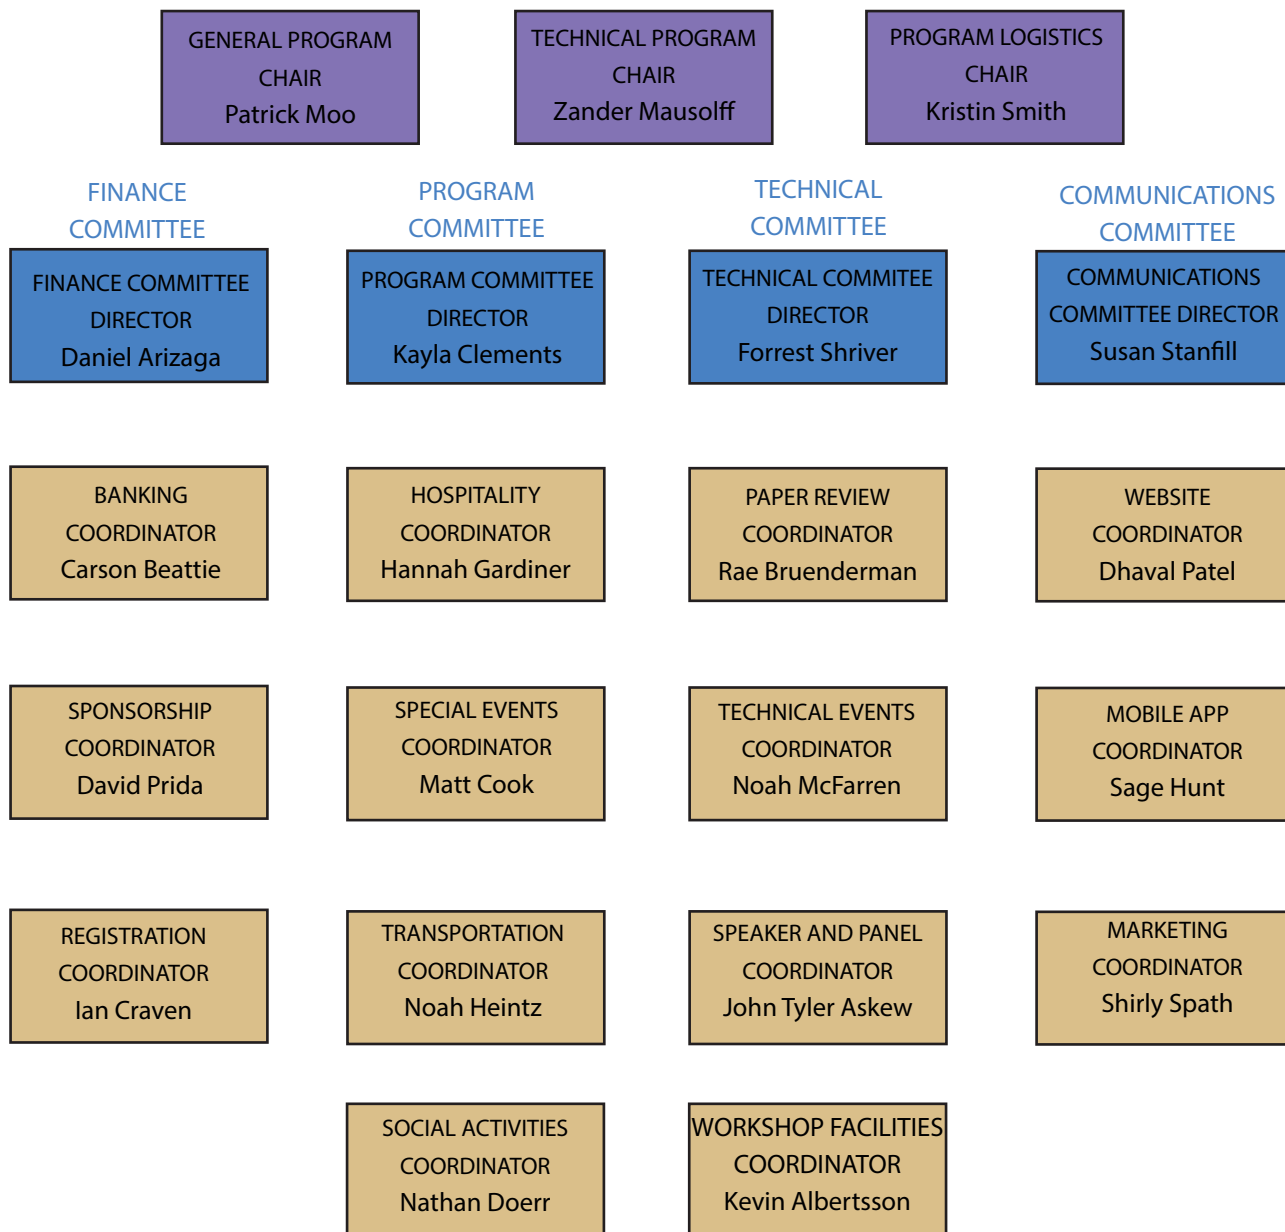 GENERAL PROGRAM
CHAIR
Patrick Moo
TECHNICAL PROGRAM
CHAIR
Zander Mausolff
PROGRAM LOGISTICS
CHAIR
Kristin Smith
FINANCE
COMMITTEE
PROGRAM
COMMITTEE
TECHNICAL
COMMITTEE
COMMUNICATIONS
COMMITTEE
FINANCE COMMITTEE
DIRECTOR
Daniel Arizaga
PROGRAM COMMITTEE
DIRECTOR
Kayla Clements
TECHNICAL COMMITEE
DIRECTOR
Forrest Shriver
COMMUNICATIONS
COMMITTEE DIRECTOR
Susan Stanfill
BANKING
COORDINATOR
Carson Beattie
HOSPITALITY
COORDINATOR
Hannah Gardiner
PAPER REVIEW
COORDINATOR
Rae Bruenderman
WEBSITE
COORDINATOR
Dhaval Patel
SPONSORSHIP
COORDINATOR
David Prida
SPECIAL EVENTS
COORDINATOR
Matt Cook
TECHNICAL EVENTS
COORDINATOR
Noah McFarren
MOBILE APP
COORDINATOR
Sage Hunt
REGISTRATION
COORDINATOR
Ian Craven
TRANSPORTATION
COORDINATOR
Noah Heintz
SPEAKER AND PANEL
COORDINATOR
John Tyler Askew
MARKETING
COORDINATOR
Shirly Spath
SOCIAL ACTIVITIES
COORDINATOR
Nathan Doerr
WORKSHOP FACILITIES
COORDINATOR
Kevin Albertsson